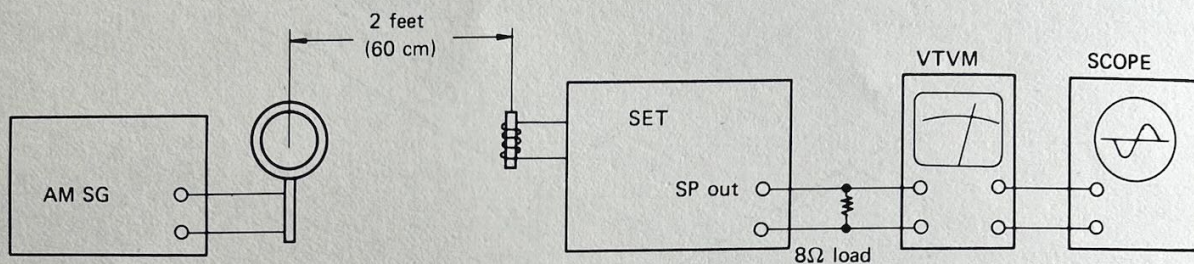 2 feet
(60 cm)
VTVM
SCOPE
SET
AM SG
SP out
8Ω load